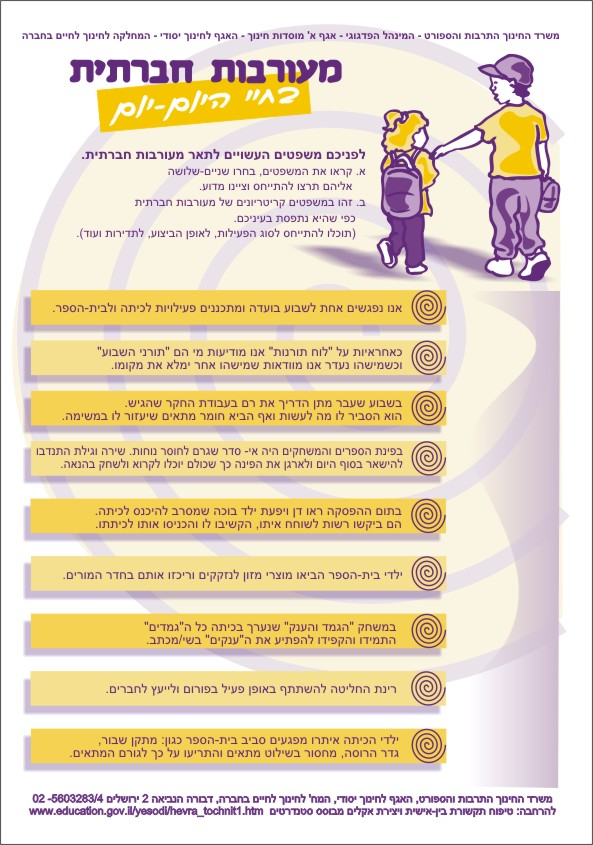 משרד החינוך התרבות והספורט - המינהל הפדגוגי - אגף א' מוסדות חינוך - האגף לחינוך יסודי - המחלקה לחינוך לחיים בחברה
מעורבות חברתית
בחיי היום-יום
לפניכם משפטים העשויים לתאר מעורבות חברתית.
א. קראו את המשפטים, בחרו שניים-שלושה
אליהם תרצו להתייחס וציינו מדוע.
ב. זהו במשפטים קריטריונים של מעורבות חברתית
כפי שהיא נתפסת בעיניכם.
(תוכלו להתייחס לסוג הפעילות, לאופן הביצוע, לתדירות ועוד).
אנו נפגשים אחת לשבוע בועדה ומתכננים פעילויות לכיתה ולבית-הספר.
כאחראיות על "לוח תורנות" אנו מודיעות מי הם "תורני השבוע"
וכשמישהו נעדר אנו מוודאות שמישהו אחר ימלא את מקומו.
בשבוע שעבר מתן הדריך את רם בעבודת החקר שהגיש.
הוא הסביר לו מה לעשות ואף הביא חומר מתאים שיעזור לו במשימה.
בפינת הספרים והמשחקים היה אי- סדר שגרם לחוסר נוחות. שירה וגילת התנדבו
להישאר בסוף היום ולארגן את הפינה כך שכולם יוכלו לקרוא ולשחק בהנאה.
בתום ההפסקה ראו דן ויפעת ילד בוכה שמסרב להיכנס לכיתה.
הם ביקשו רשות לשוחח איתו, הקשיבו לו והכניסו אותו לכיתתו.
ילדי בית-הספר הביאו מוצרי מזון לנזקקים וריכזו אותם בחדר המורים.
במשחק "הגמד והענק" שנערך בכיתה כל ה"גמדים"
התמידו והקפידו להפתיע את ה"ענקים" בשי/מכתב.
רינת החליטה להשתתף באופן פעיל בפורום ולייעץ לחברים.
ילדי הכיתה איתרו מפגעים סביב בית-הספר כגון: מתקן שבור,
גדר הרוסה, מחסור בשילוט מתאים והתריעו על כך לגורם המתאים.
משרד החינוך התרבות והספורט, האגף לחינוך יסודי, המח' לחינוך לחיים בחברה, דבורה הנביאה 2 ירושלים 02 -5603283/4
להרחבה: טיפוח תקשורת בין-אישית ויצירת אקלים מבוסס סטנדרטים www.education.gov.il/yesodi/hevra_tochnit1.htm